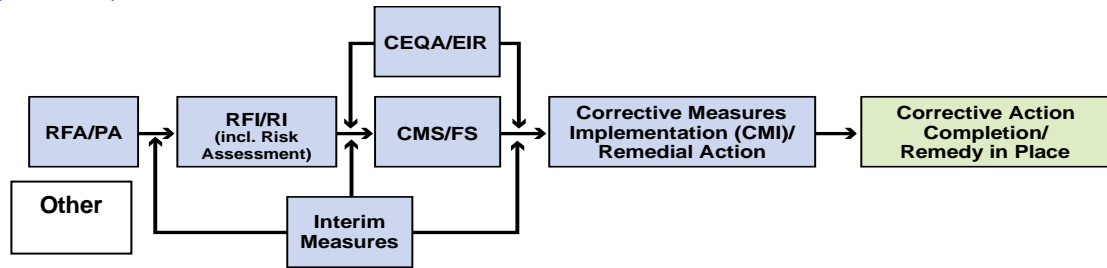 CEQA/EIR
RFA/PA
RFI/RI
(incl. Risk
Assessment)
CMS/FS
Corrective Measures
Implementation (CMI)/
Remedial Action
Corrective Action
Completion/
Remedy in Place
Other
Interim
Measures